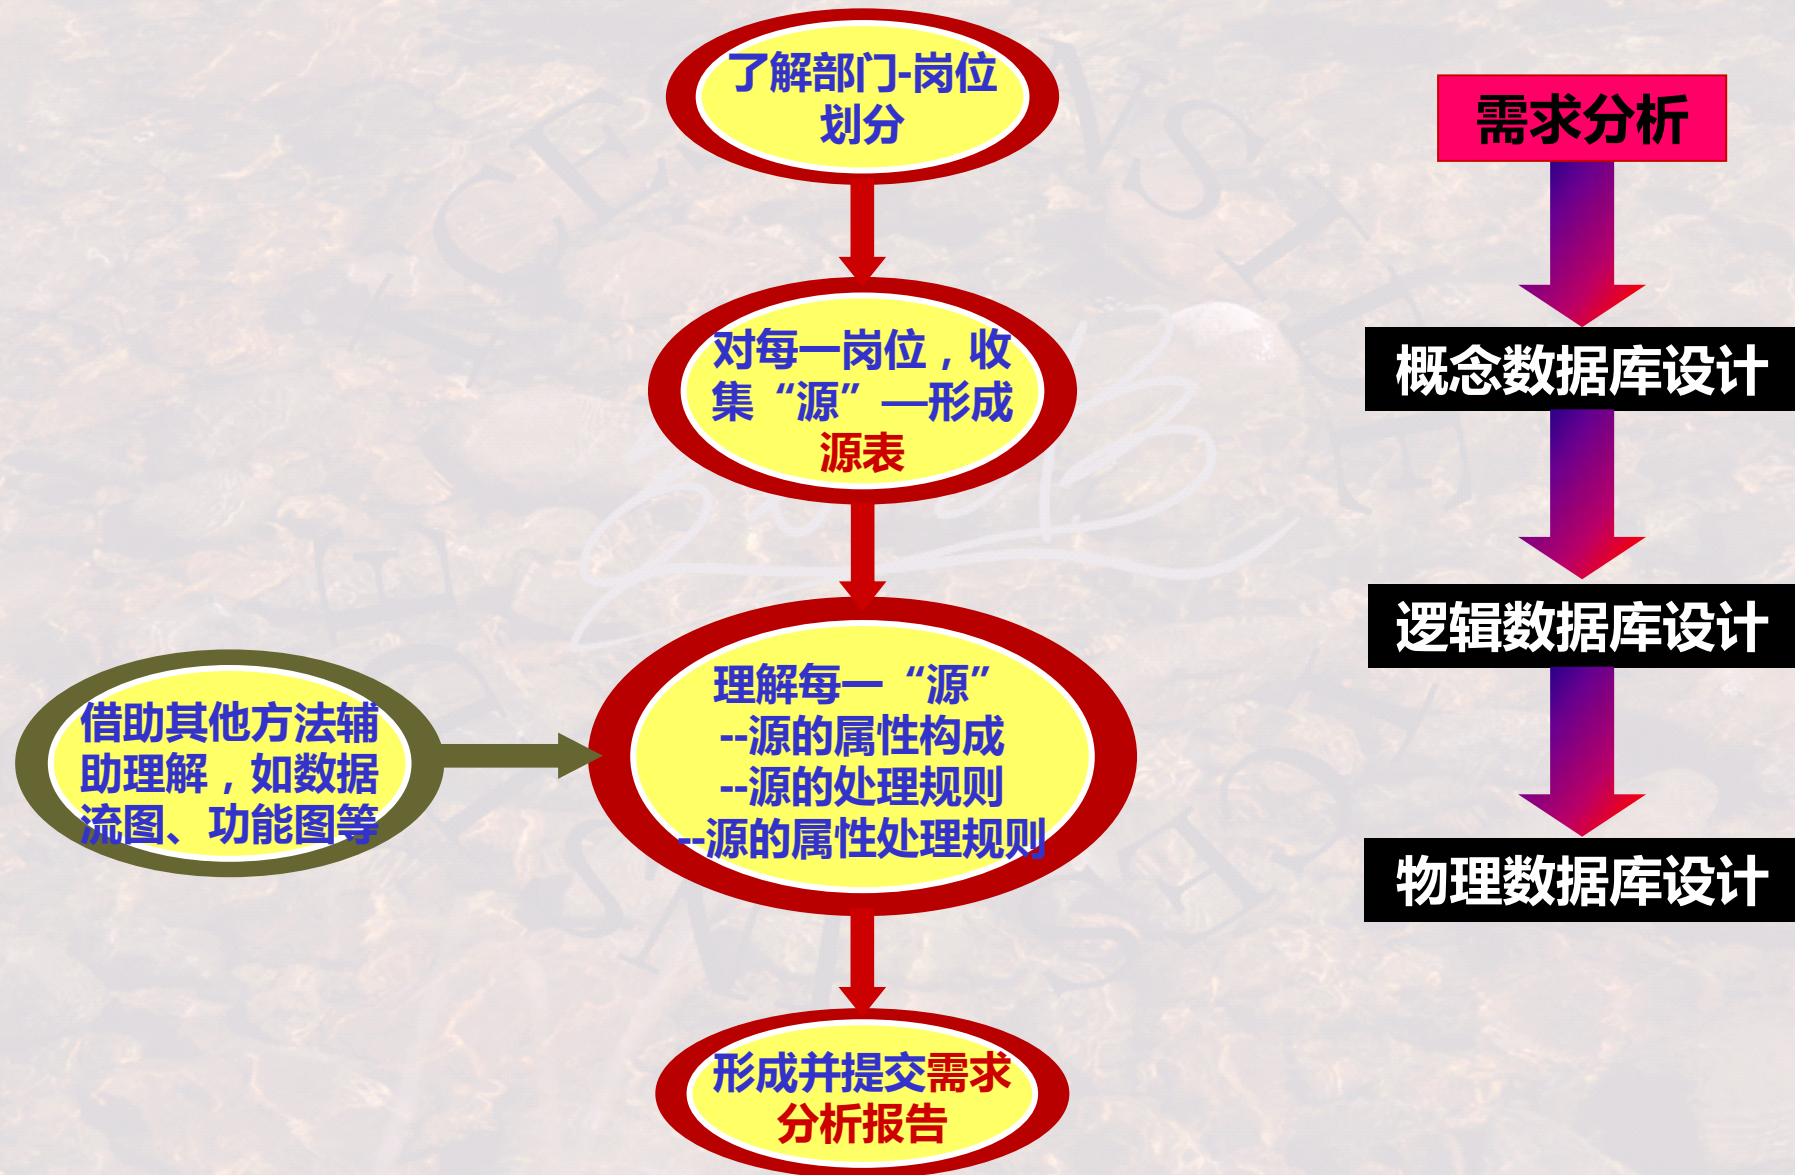 了解部门-岗位
划分
对每一岗位，收
集“源”—形成
源表
理解每一“源”
--源的属性构成
--源的处理规则
--源的属性处理规则
借助其他方法辅
助理解，如数据
流图、功能图等
形成并提交需求
分析报告
需求分析
概念数据库设计
逻辑数据库设计
物理数据库设计